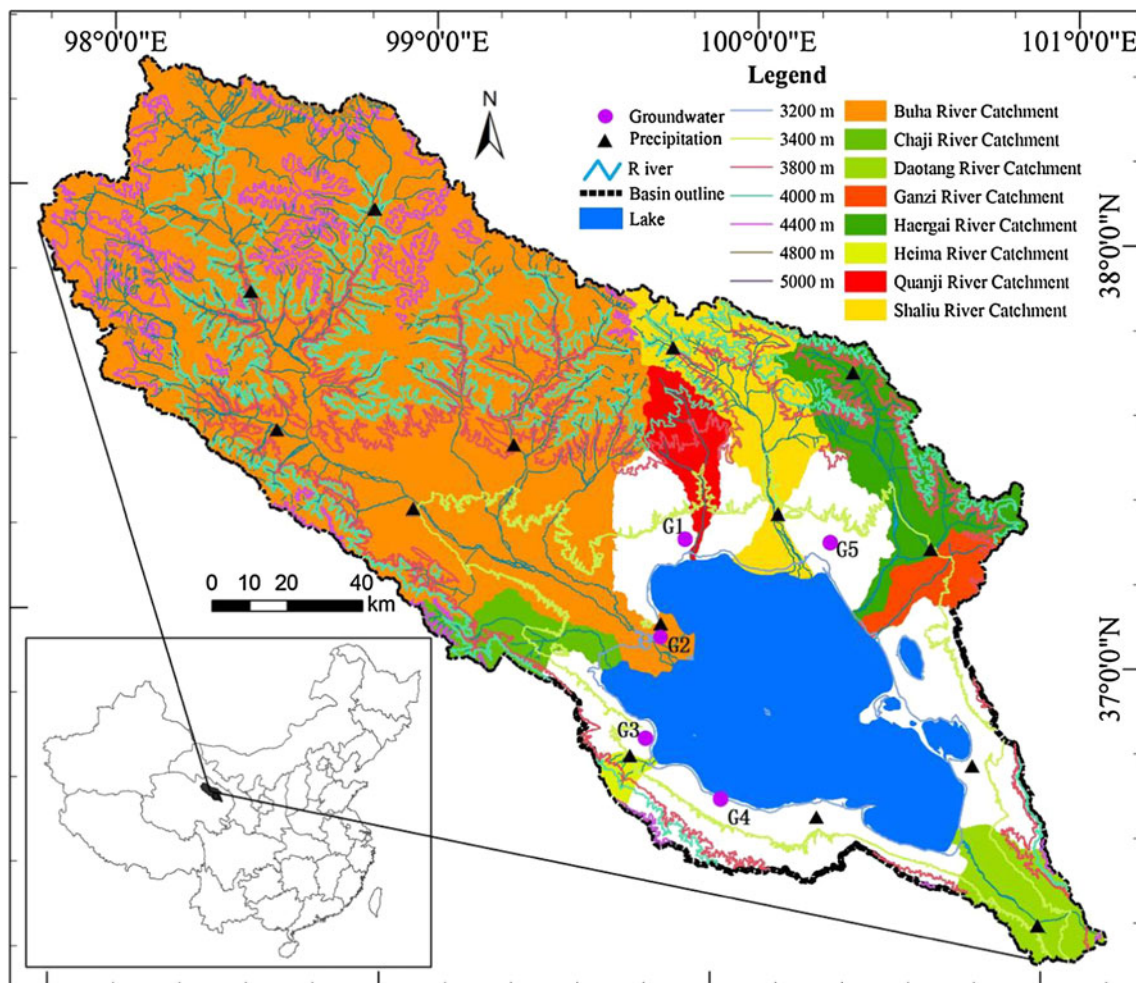 98°0'0"E 99°0'0"E 100°0'0"E 101°0'0"E
Legend
N
Groundwater
Precipitation
R iver
Basin outline
Lake
3200 m
3400 m
3800 m
4000 m
4400 m
4800 m
5000 m
Buha River Catchment
Chaji River Catchment
Daotang River Catchment
Ganzi River Catchment
Haergai River Catchment
Heima River Catchment
Quanji River Catchment
Shaliu River Catchment
38°0'0"N
G1
G5
0 10 20 40
km
G2
37°0'0"N
G3
G4